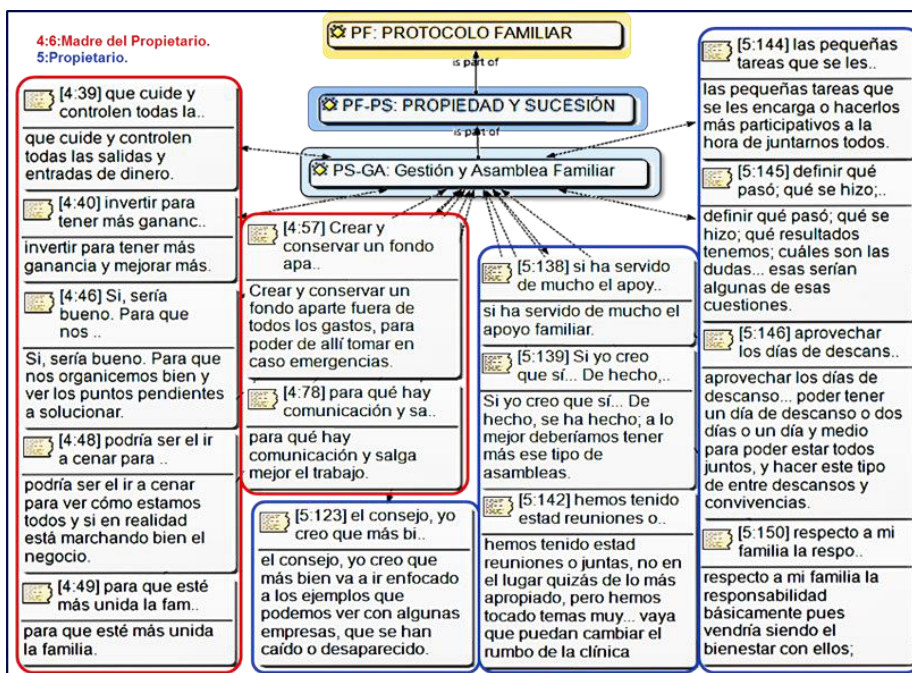 4:6:Madre del Propietario.
5:Propietario.
PF: PROTOCOLO FAMILIAR
is part of
PF-PS: PROPIEDAD Y SUCESIÓN
is part of
PS-GA: Gestión y Asamblea Familiar
[4:39] que cuide y
controlen todas la..
que cuide y controlen
todas las salidas y
entradas de dinero.
[4:40] invertir para
tener más gananc..
invertir para tener más
ganancia y mejorar más.
[4:46] Si, sería
bueno. Para que
nos ..
Si, sería bueno. Para que
nos organicemos bien y
ver los puntos pendientes
a solucionar.
[4:48] podría ser el ir
a cenar para ..
podría ser el ir a cenar
para ver cómo estamos
todos y si en realidad
está marchando bien el
negocio.
[4:49] para que esté
más unida la fam..
para que esté más unida
la familia.
[4:57] Crear y
conservar un fondo
apa..
Crear y conservar un
fondo aparte fuera de
todos los gastos, para
poder de allí tomar en
caso emergencias.
[4:78] para qué hay
comunicación y sa..
para qué hay
comunicación y salga
mejor el trabajo.
[5:123] el consejo, yo
creo que más bi..
el consejo, yo creo que
más bien va a ir enfocado
a los ejemplos que
podemos ver con algunas
empresas, que se han
caído o desaparecido.
[5:138] si ha servido
de mucho el apoy..
si ha servido de mucho el
apoyo familiar.
[5:139] Si yo creo
que sí... De hecho,..
Si yo creo que sí... De
hecho, se ha hecho; a lo
mejor deberíamos tener
más ese tipo de
asambleas.
[5:142] hemos tenido
estad reuniones o..
hemos tenido estad
reuniones o juntas, no en
el lugar quizás de lo más
apropiado, pero hemos
tocado temas muy... vaya
que puedan cambiar el
rumbo de la clínica
[5:144] las pequeñas
tareas que se les..
las pequeñas tareas que
se les encarga o hacerlos
más participativos a la
hora de juntarnos todos.
[5:145] definir qué
pasó; qué se hizo;..
definir qué pasó; qué se
hizo; qué resultados
tenemos; cuáles son las
dudas... esas serían
algunas de esas
cuestiones.
[5:146] aprovechar
los días de descans..
aprovechar los días de
descanso... poder tener
un día de descanso o dos
días o un día y medio
para poder estar todos
juntos, y hacer este tipo
de entre descansos y
convivencias.
[5:150] respecto a mi
familia la respo..
respecto a mi familia la
responsabilidad
básicamente pues
vendría siendo el
bienestar con ellos;